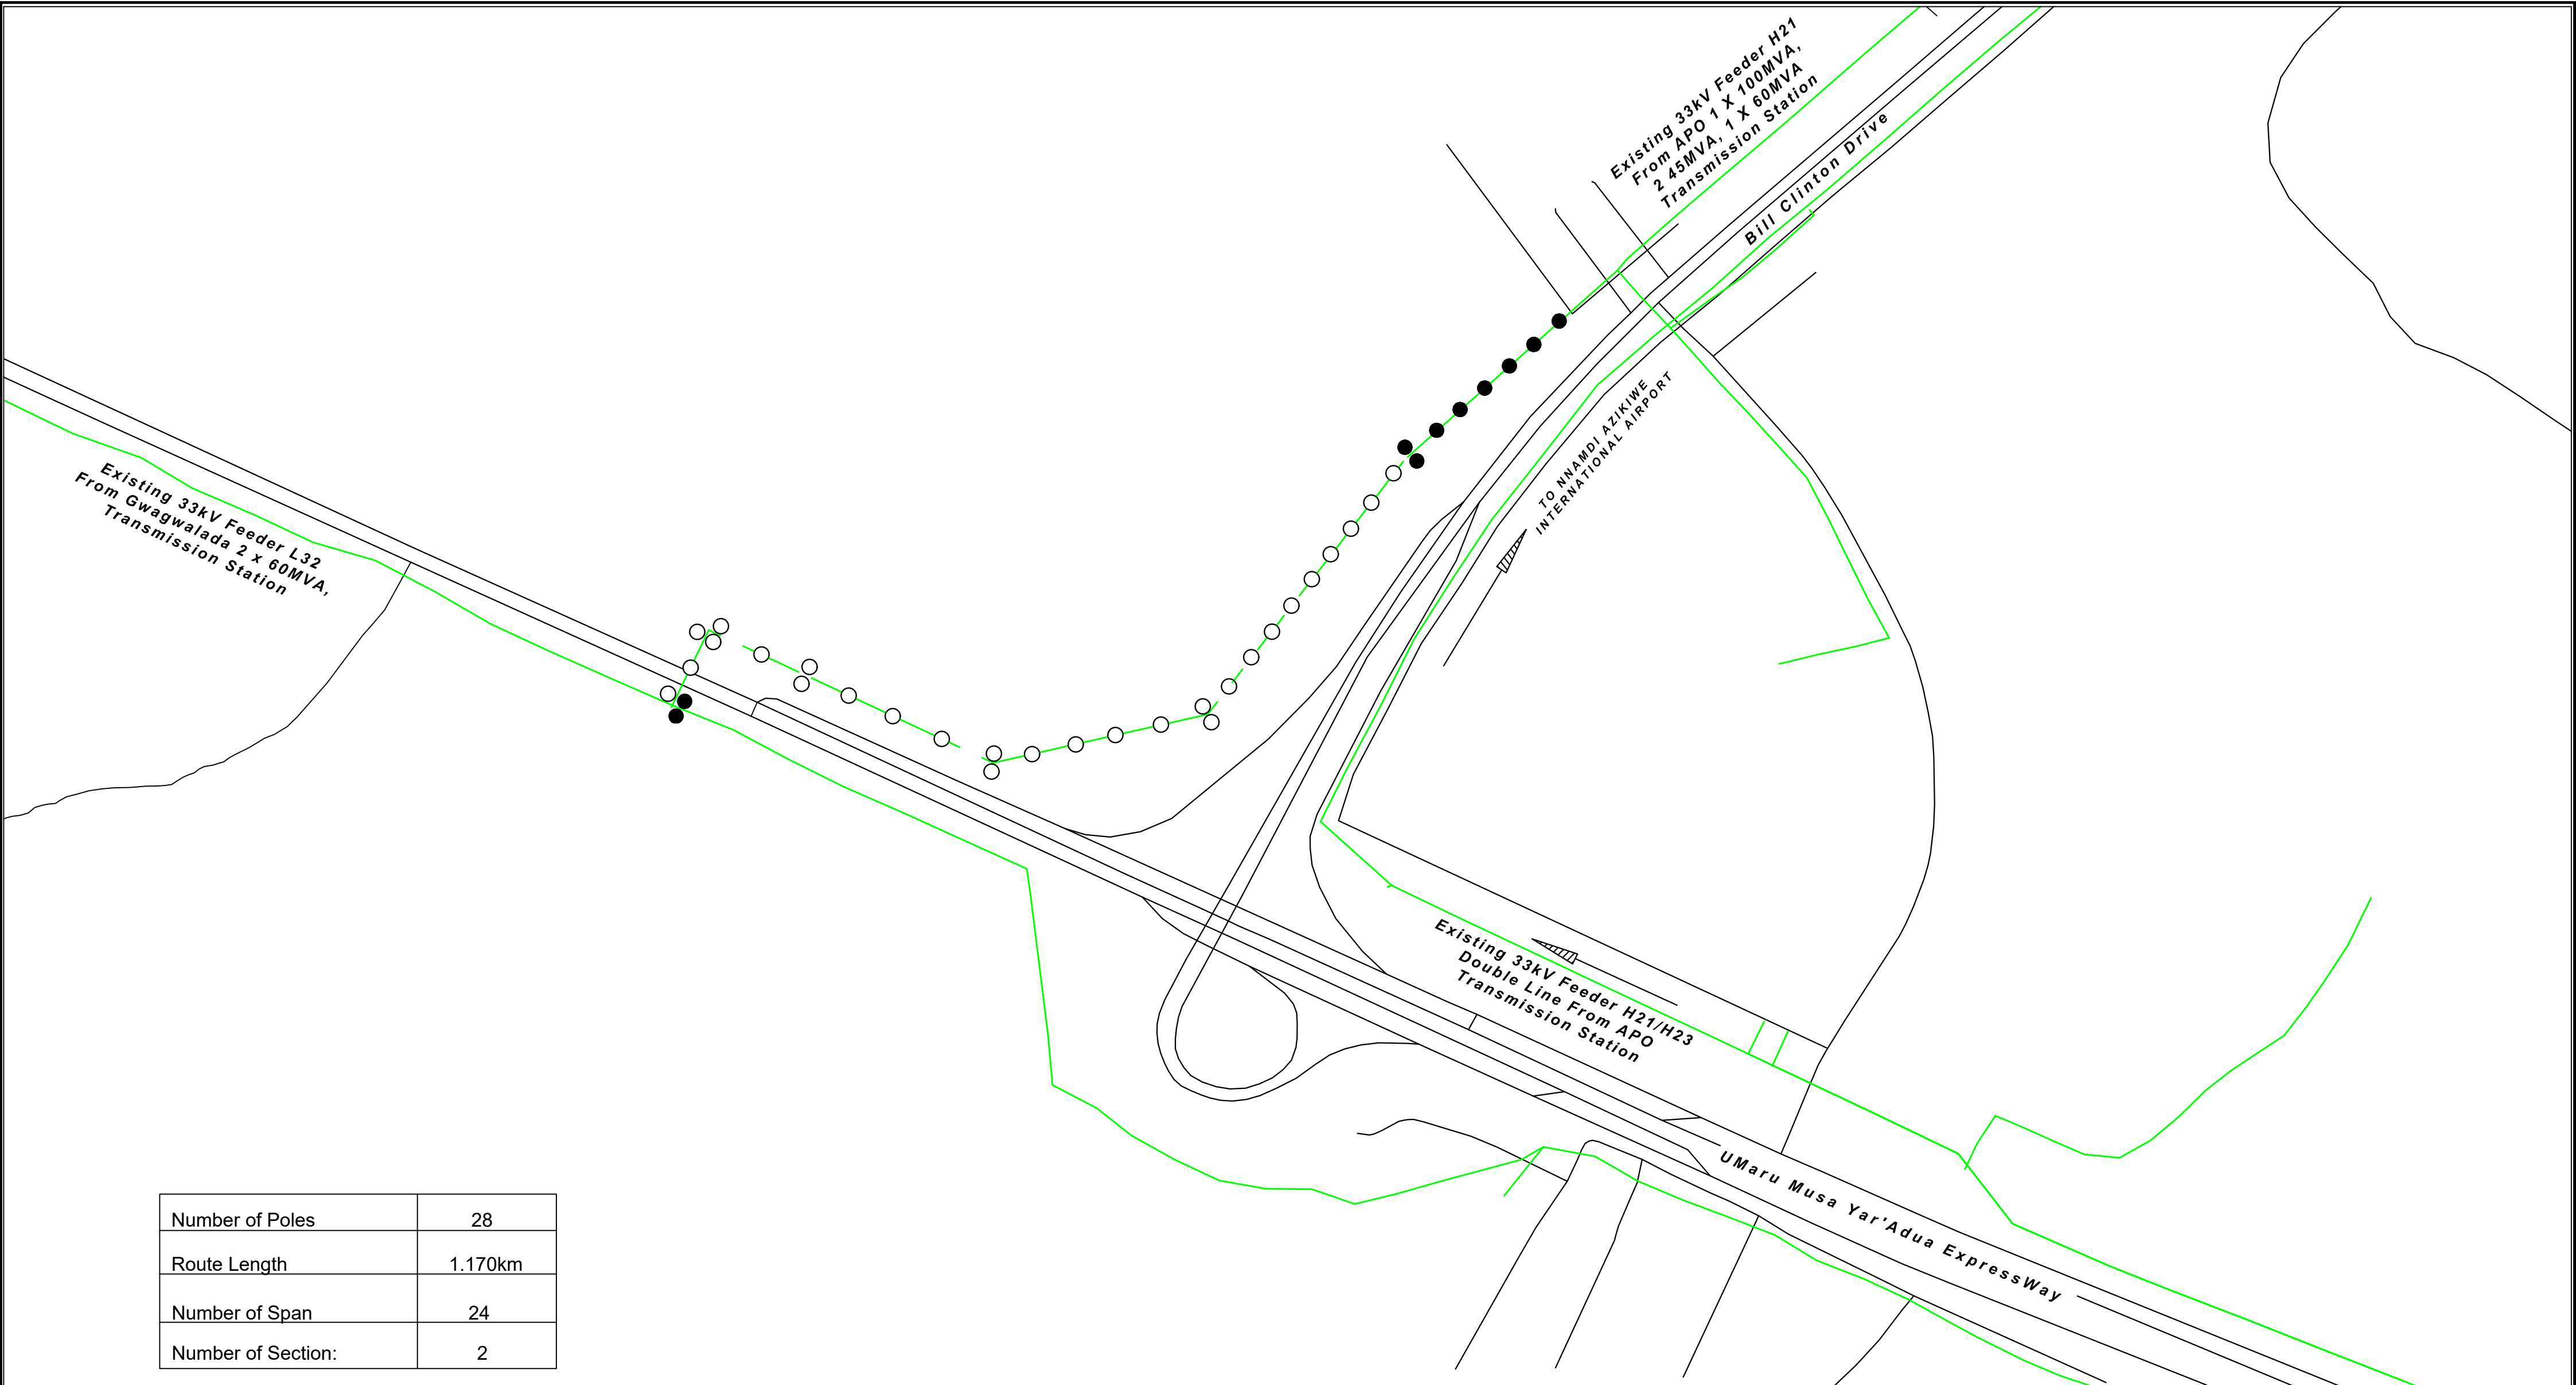 Existing 33kV Feeder H21
From APO 1 X 100MVA,
2 45MVA, 1 X 60MVA
Transmission Station
Bill Clinton Drive
TO NNAMDI AZIKIWE
INTERNATIONAL AIRPORT
Existing 33kV Feeder L32
From Gwagwalada 2 x 60MVA,
Transmission Station
Existing 33kV Feeder H21/H23
Double Line From APO
Transmission Station
UMaru Musa Yar'Adua ExpressWay
Number of Poles 28
Route Length 1.170km
Number of Span 24
Number of Section: 2